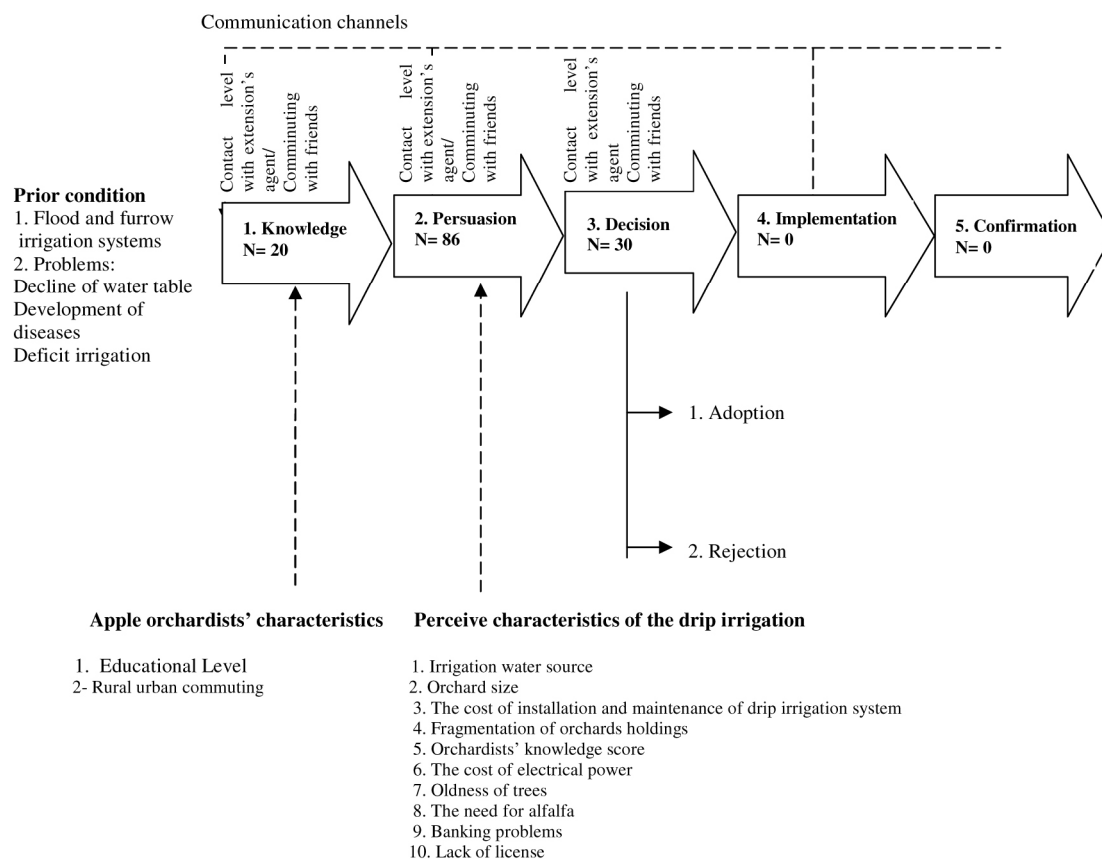 Communication channels
Contact level
with extension's
agent/
Comminuting
with friends
Contact level
with extension's
agent/
Comminuting
with friends
Contact level
with extension's
agent
Comminuting
with friends
Prior condition
1. Flood and furrow
irrigation systems
2. Problems:
Decline of water table
Development of
diseases
Deficit irrigation
1. Knowledge
N= 20
2. Persuasion
N= 86
3. Decision
N= 30
4. Implementation
N= 0
5. Confirmation
N= 0
1. Adoption
2. Rejection
Apple orchardists' characteristics
1. Educational Level
2- Rural urban commuting
Perceive characteristics of the drip irrigation
1. Irrigation water source
2. Orchard size
3. The cost of installation and maintenance of drip irrigation system
4. Fragmentation of orchards holdings
5. Orchardists' knowledge score
6. The cost of electrical power
7. Oldness of trees
8. The need for alfalfa
9. Banking problems
10. Lack of license